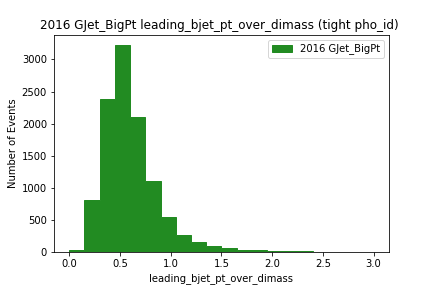 2016 GJet_BigPt leading_bjet_pt_over_dimass (tight pho_id)
2016 GJet_BigPt
Number of Events
3000
2500
2000
1500
1000
500
0
0.0 0.5 1.0 1.5 2.0 2.5 3.0
leading_bjet_pt_over_dimass